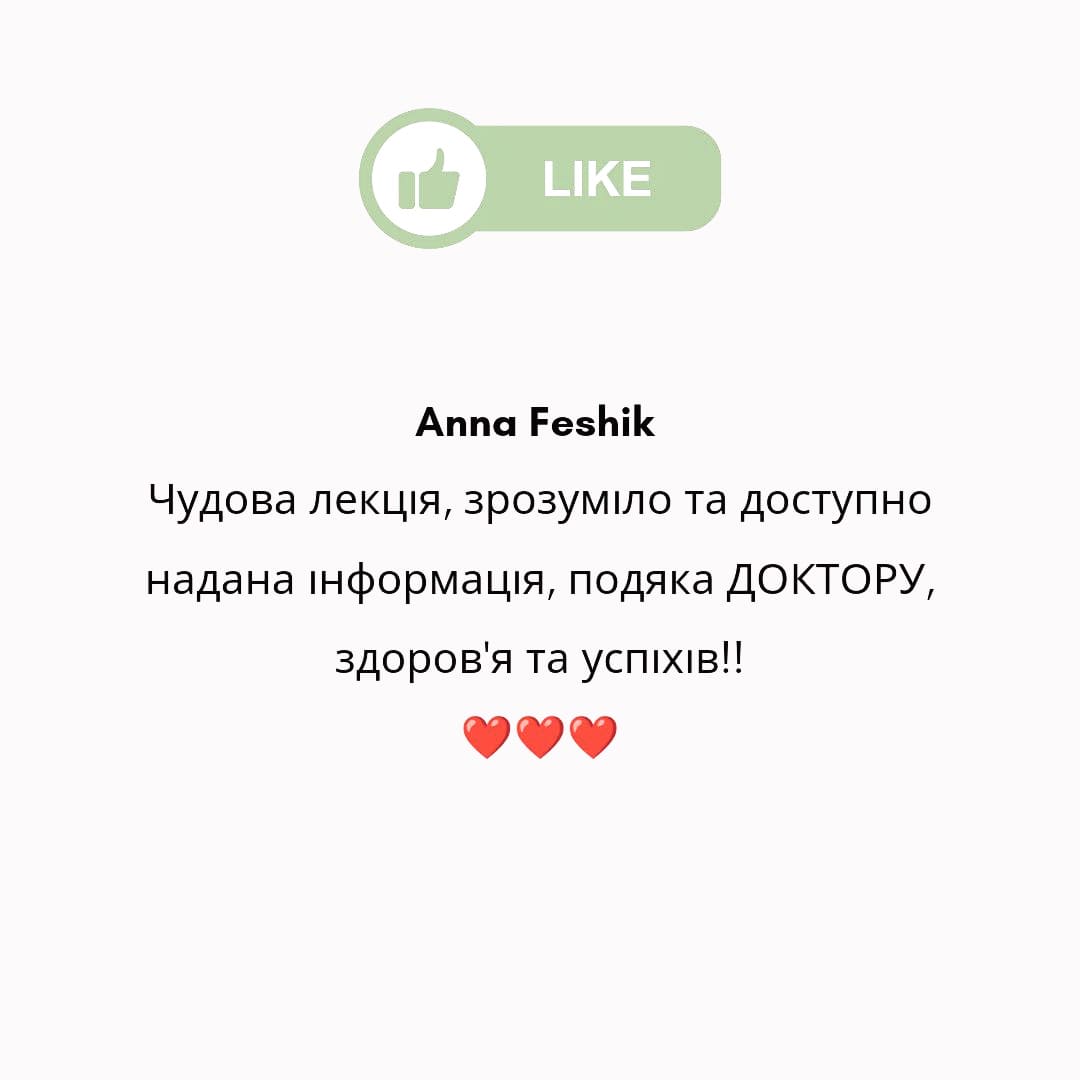 LIKE
Anna Feshik
Чудова лекція, зрозуміло та доступно
надана інформація, подяка ДОКТОРУ,
здоров'я та успіхів!!
❤️❤️❤️